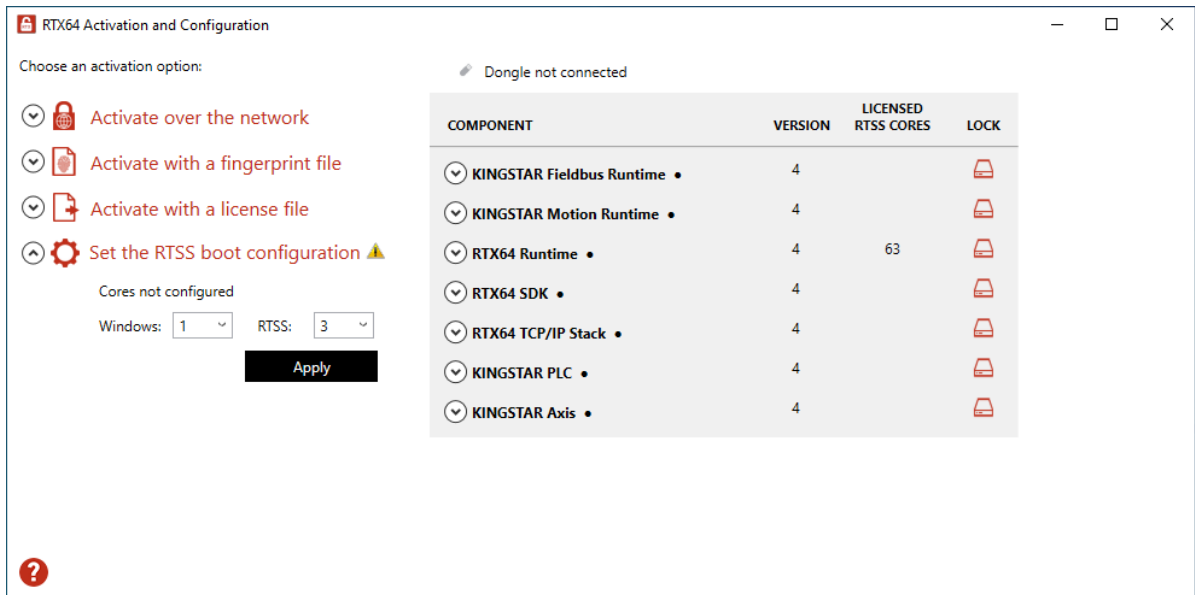 RTX64 Activation and Configuration
Choose an activation option:
Activate over the network
Activate with a fingerprint file
Activate with a license file
Set the RTSS boot configuration
Cores not configured
Windows: 1 RTSS: 3
Apply
Dongle not connected
COMPONENT VERSION LICENSED RTSS CORES LOCK
KINGSTAR Fieldbus Runtime • 4
KINGSTAR Motion Runtime • 4
RTX64 Runtime • 4 63
RTX64 SDK • 4
RTX64 TCP/IP Stack • 4
KINGSTAR PLC • 4
KINGSTAR Axis • 4
?